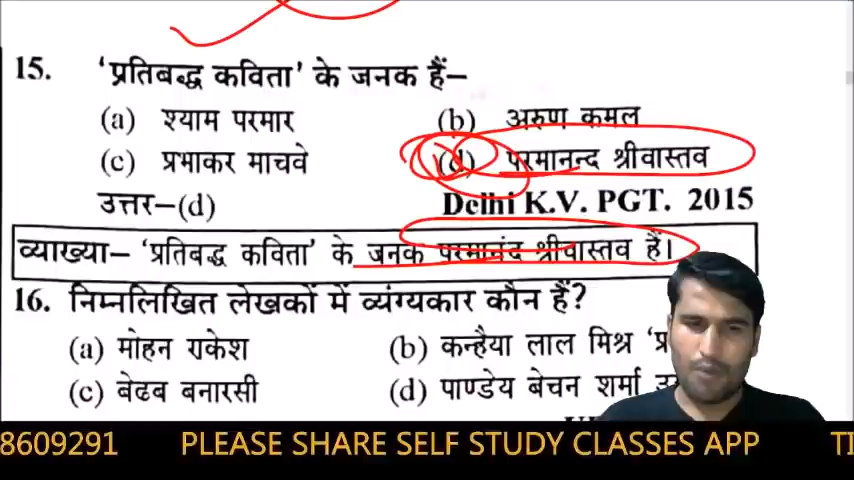 15. 'प्रतिबद्ध कविता' के जनक हैं–
(a) श्याम परमार (b) अरुण कमल
(c) प्रभाकर माचवे (d) परमानन्द श्रीवास्तव
उत्तर–(d) Delhi K.V. PGT. 2015
व्याख्या– 'प्रतिबद्ध कविता' के जनक परमानंद श्रीवास्तव हैं।
16. निम्नलिखित लेखकों में व्यंग्यकार कौन हैं?
(a) मोहन राकेश (b) कन्हैया लाल मिश्र
(c) बेढब बनारसी (d) पाण्डेय बेचन शर्मा
8609291 PLEASE SHARE SELF STUDY CLASSES APP TI